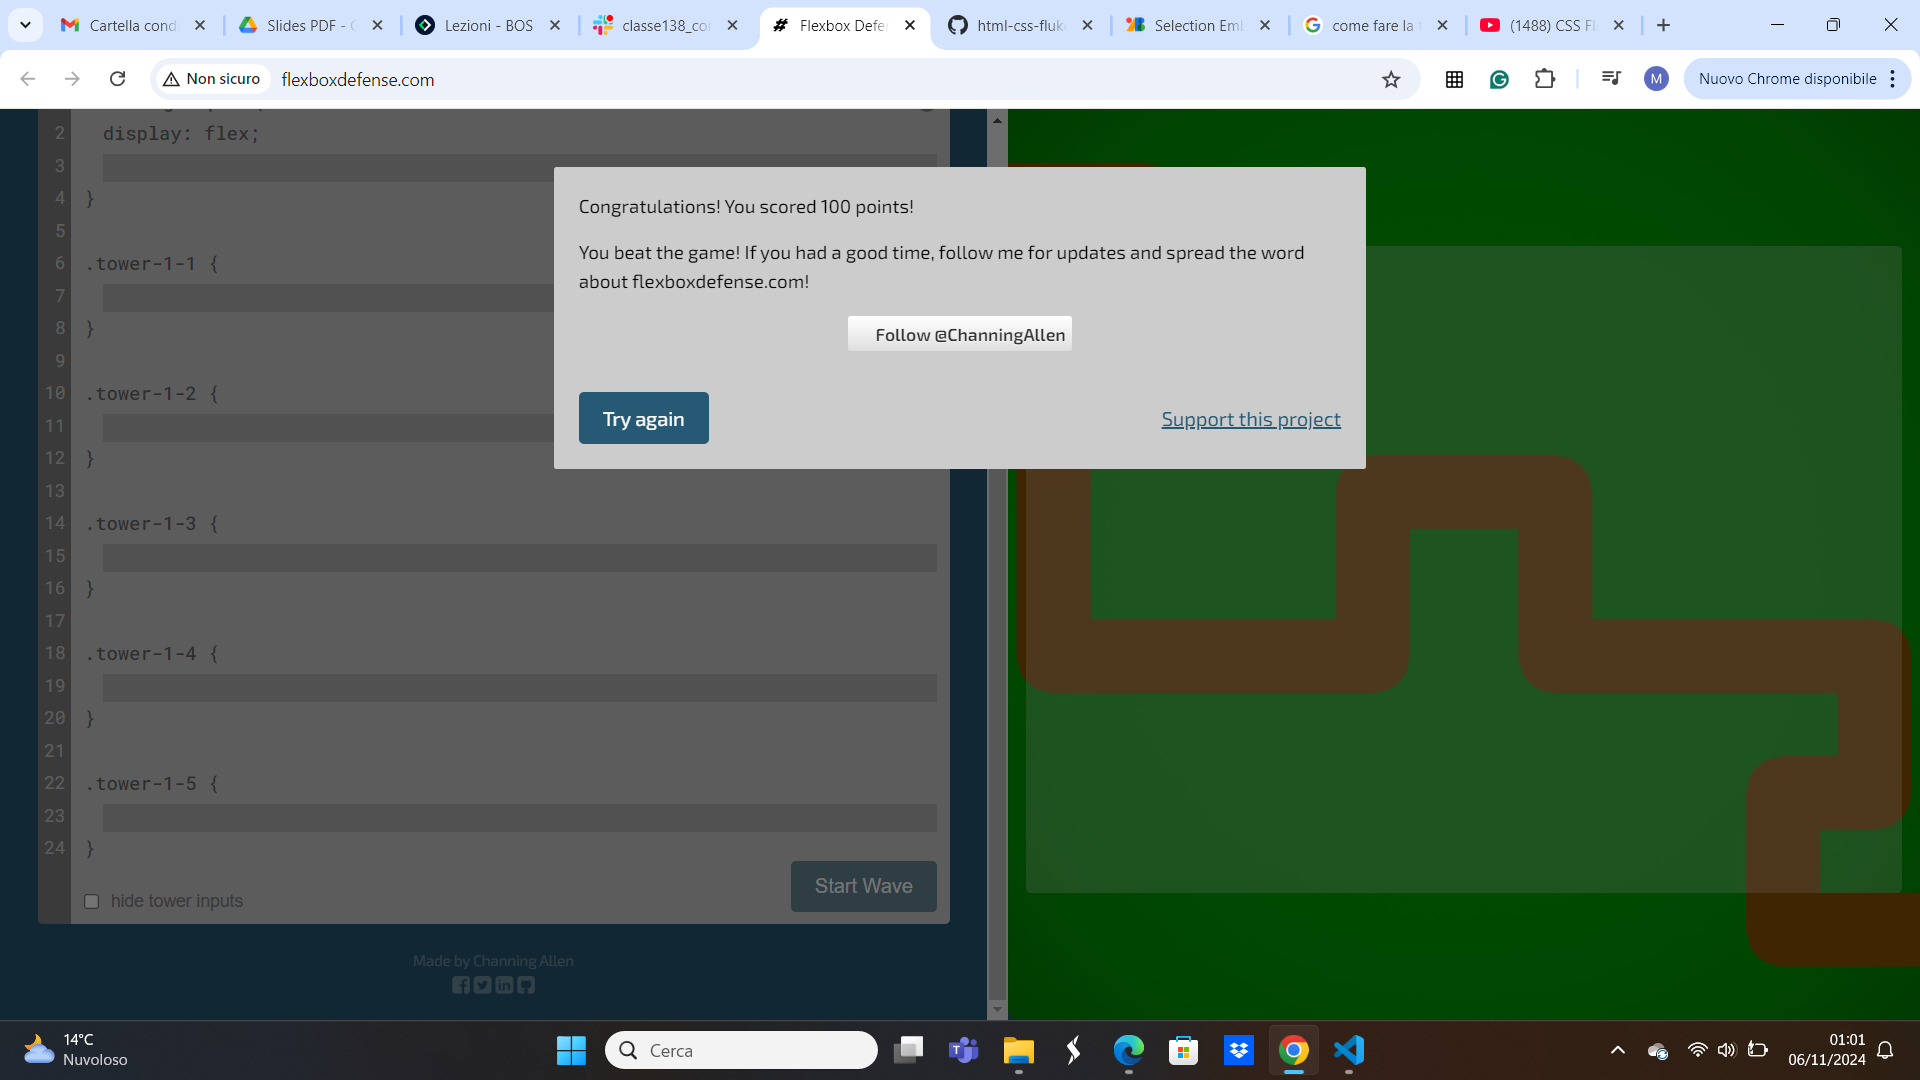 Cartella cond
Slides PDF - C
Lezioni - BOS
classe138_cor
Flexbox Defen
html-css-fluk
Selection Emb
come fare la t
(1488) CSS Fl
Non sicuro
flexboxdefense.com
M
Nuovo Chrome disponibile
2 display: flex;
3
4 }
5
6 .tower-1-1 {
7
8 }
9
10 .tower-1-2 {
11
12 }
13
14 .tower-1-3 {
15
16 }
17
18 .tower-1-4 {
19
20 }
21
22 .tower-1-5 {
23
24 }
hide tower inputs
Start Wave
Made by Channing Allen
Congratulations! You scored 100 points!
You beat the game! If you had a good time, follow me for updates and spread the word
about flexboxdefense.com!
Follow @ChanningAllen
Try again
Support this project
14°C
Nuvoloso
Cerca
01:01
06/11/2024